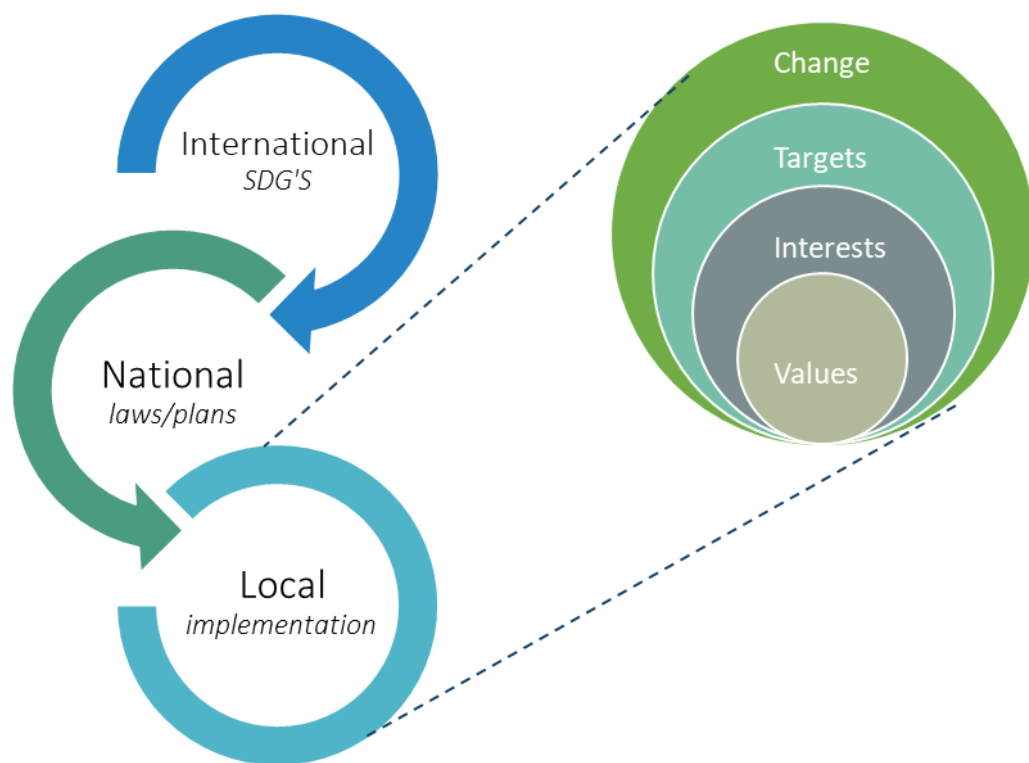 International
SDG'S
National
laws/plans
Local
implementation
Change
Targets
Interests
Values